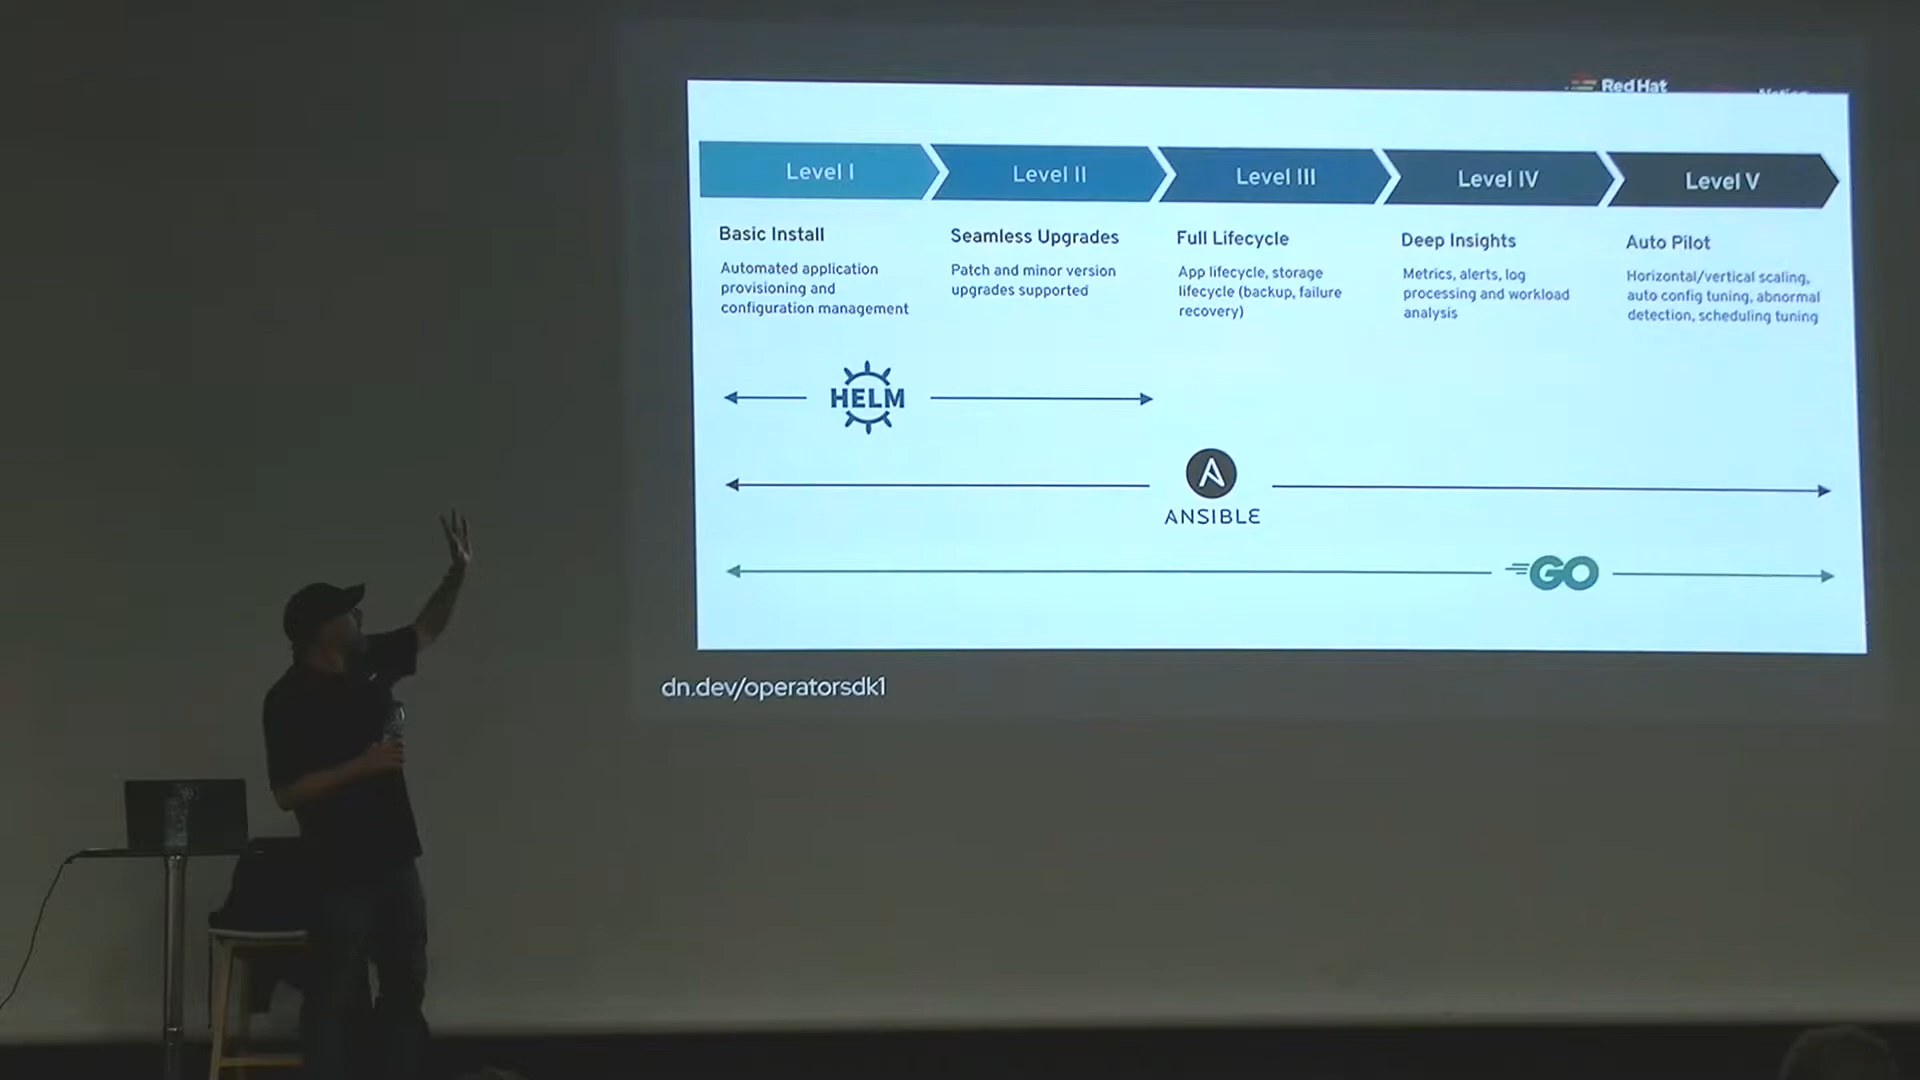 Red Hat
Level I
Level II
Level III
Level IV
Level V
Basic Install
Automated application
provisioning and
configuration management
Seamless Upgrades
Patch and minor version
upgrades supported
Full Lifecycle
App lifecycle, storage
lifecycle (backup, failure
recovery)
Deep Insights
Metrics, alerts, log
processing and workload
analysis
Auto Pilot
Horizontal/vertical scaling,
auto config tuning, abnormal
detection, scheduling tuning
HELM
A
ANSIBLE
GO
dn.dev/operatorsdk1